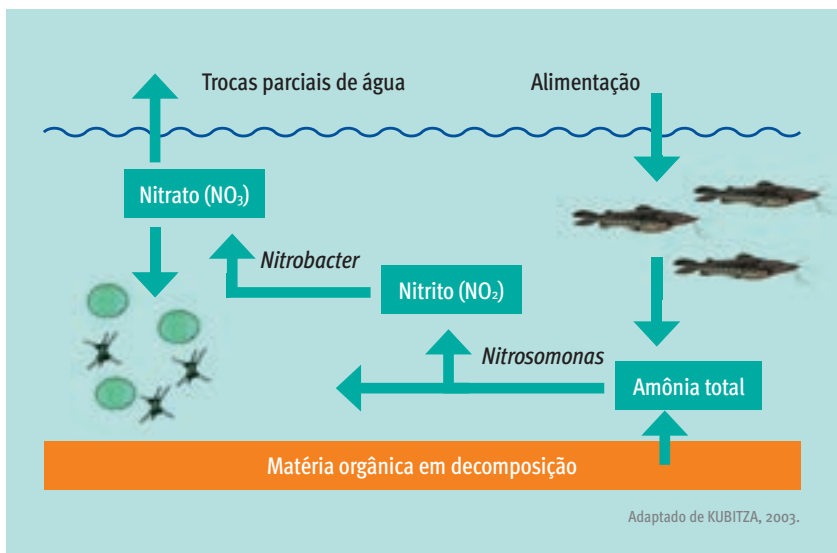 Trocas parciais de água
Alimentação
Nitrato (NO₃)
Nitrobacter
Nitrito (NO₂)
Nitrosomonas
Amônia total
Matéria orgânica em decomposição
Adaptado de KUBITZA, 2003.